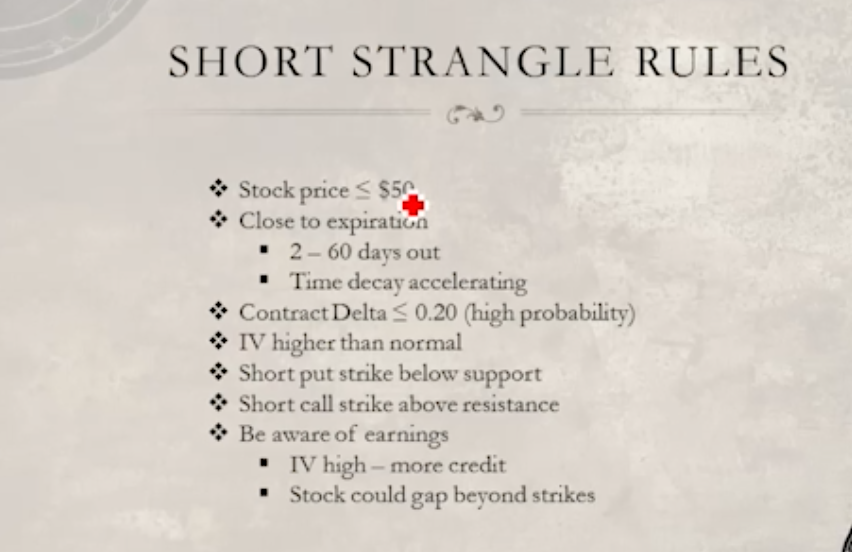 SHORT STRANGLE RULES
Stock price ≤ $50
Close to expiration
2 – 60 days out
Time decay accelerating
Contract Delta ≤ 0.20 (high probability)
IV higher than normal
Short put strike below support
Short call strike above resistance
Be aware of earnings
IV high – more credit
Stock could gap beyond strikes